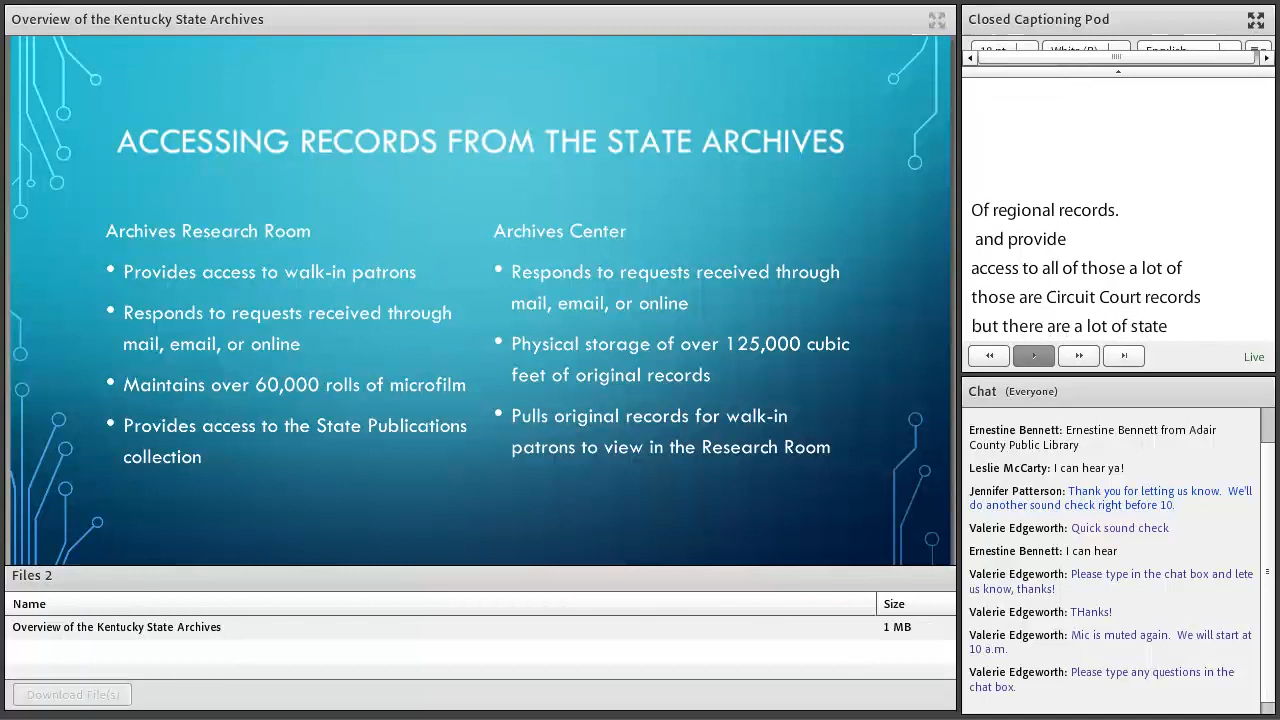 Overview of the Kentucky State Archives
ACCESSING RECORDS FROM THE STATE ARCHIVES
Archives Research Room
• Provides access to walk-in patrons
• Responds to requests received through
mail, email, or online
• Maintains over 60,000 rolls of microfilm
• Provides access to the State Publications
collection
Archives Center
• Responds to requests received through
mail, email, or online
• Physical storage of over 125,000 cubic
feet of original records
• Pulls original records for walk-in
patrons to view in the Research Room
Files 2
Name Size
Overview of the Kentucky State Archives 1 MB
Download File(s)
Closed Captioning Pod
18 pt White (B) English
Of regional records.
and provide
access to all of those a lot of
those are Circuit Court records
but there are a lot of state
Live
Chat (Everyone)
Ernestine Bennett: Ernestine Bennett from Adair
County Public Library
Leslie McCarty: I can hear ya!
Jennifer Patterson: Thank you for letting us know. We'll
do another sound check right before 10.
Valerie Edgeworth: Quick sound check
Ernestine Bennett: I can hear
Valerie Edgeworth: Please type in the chat box and lete
us know, thanks!
Valerie Edgeworth: THanks!
Valerie Edgeworth: Mic is muted again. We will start at
10 a.m.
Valerie Edgeworth: Please type any questions in the
chat box.